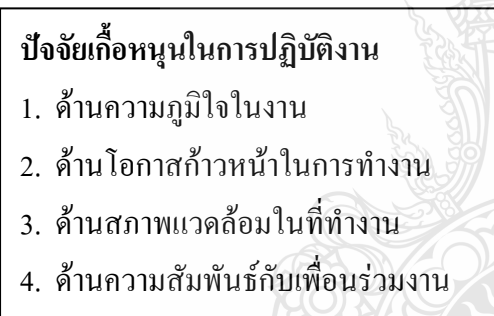 ปัจจัยเกื้อหนุนในการปฏิบัติงาน
1. ด้านความภูมิใจในงาน
2. ด้านโอกาสก้าวหน้าในการทำงาน
3. ด้านสภาพแวดล้อมในที่ทำงาน
4. ด้านความสัมพันธ์กับเพื่อนร่วมงาน